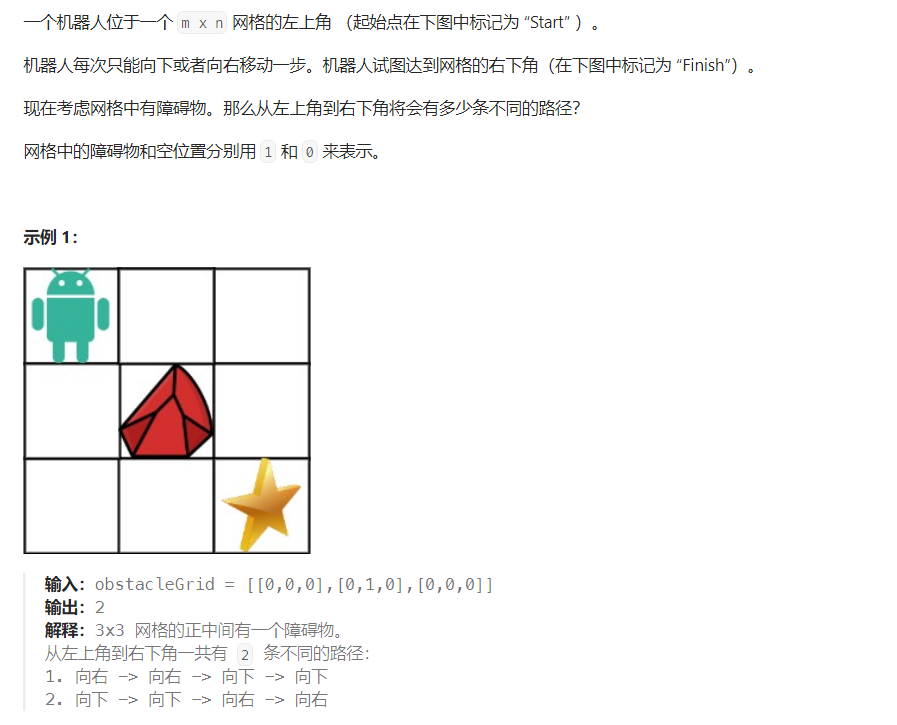 一个机器人位于一个 m x n 网格的左上角 （起始点在下图中标记为 “Start” ）。
机器人每次只能向下或者向右移动一步。机器人试图达到网格的右下角（在下图中标记为 “Finish”）。
现在考虑网格中有障碍物。那么从左上角到右下角将会有多少条不同的路径？
网格中的障碍物和空位置分别用 1 和 0 来表示。
示例 1：
输入：obstacleGrid = [[0,0,0],[0,1,0],[0,0,0]]
输出：2
解释：3x3 网格的正中间有一个障碍物。
从左上角到右下角一共有 2 条不同的路径：
1. 向右 -> 向右 -> 向下 -> 向下
2. 向下 -> 向下 -> 向右 -> 向右